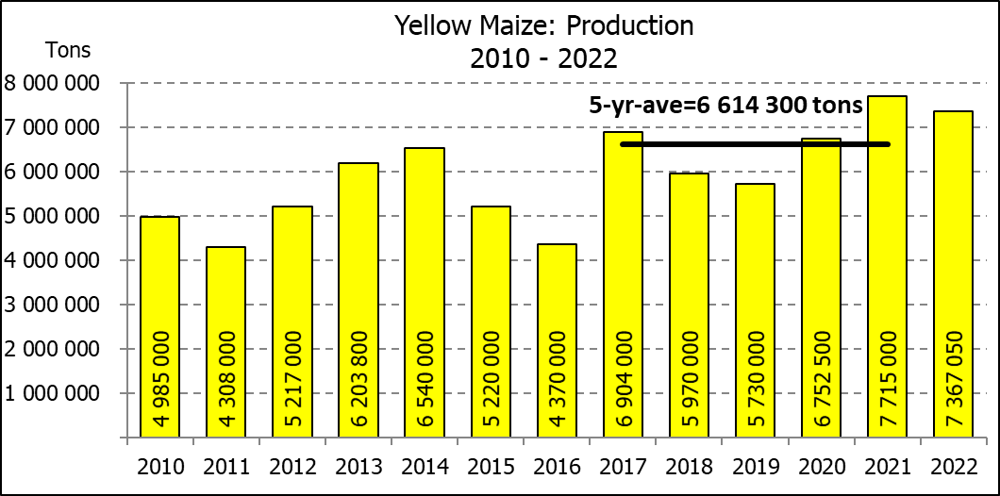 Yellow Maize: Production
2010 - 2022
Tons
8 000 000
7 000 000
6 000 000
5 000 000
4 000 000
3 000 000
2 000 000
1 000 000
5-yr-ave=6 614 300 tons
4 985 000
4 308 000
5 217 000
6 203 800
6 540 000
5 220 000
4 370 000
6 904 000
5 970 000
5 730 000
6 752 500
7 715 000
7 367 050
2010 2011 2012 2013 2014 2015 2016 2017 2018 2019 2020 2021 2022